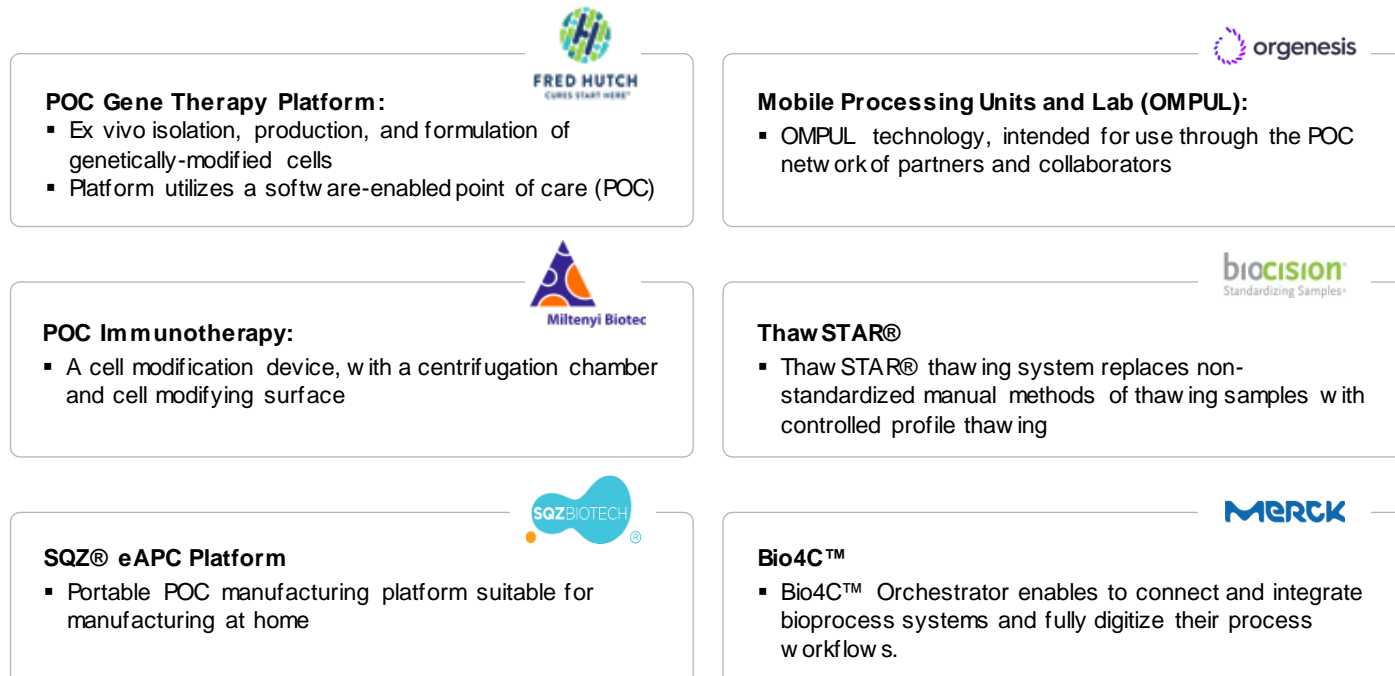 FRED HUTCH
CURES START HERE®
POC Gene Therapy Platform:
▪ Ex vivo isolation, production, and formulation of
genetically-modified cells
▪ Platform utilizes a software-enabled point of care (POC)
orgenesis
Mobile Processing Units and Lab (OMPUL):
▪ OMPUL technology, intended for use through the POC
network of partners and collaborators
Miltenyi Biotec
POC Immunotherapy:
▪ A cell modification device, with a centrifugation chamber
and cell modifying surface
biocision
Standardizing Samples
ThawSTAR®
▪ ThawSTAR® thawing system replaces non-
standardized manual methods of thawing samples with
controlled profile thawing
SQZBIOTECH®
SQZ® eAPC Platform
▪ Portable POC manufacturing platform suitable for
manufacturing at home
MERCK
Bio4C™
▪ Bio4C™ Orchestrator enables to connect and integrate
bioprocess systems and fully digitize their process
workflows.